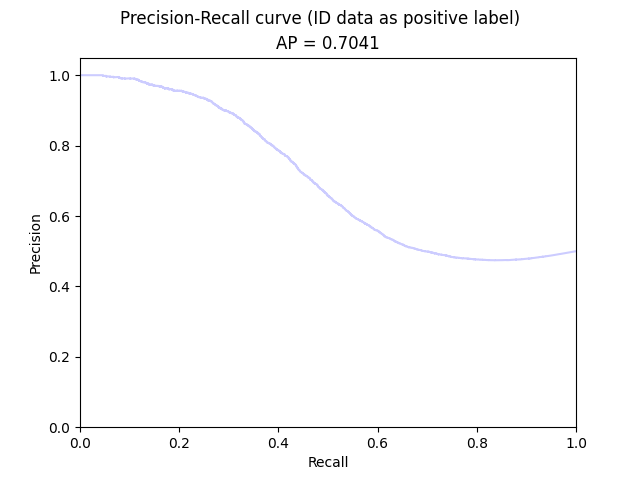 Precision-Recall curve (ID data as positive label)
AP = 0.7041
1.0
0.8
0.6
0.4
0.2
0.0
Precision
0.0 0.2 0.4 0.6 0.8 1.0
Recall